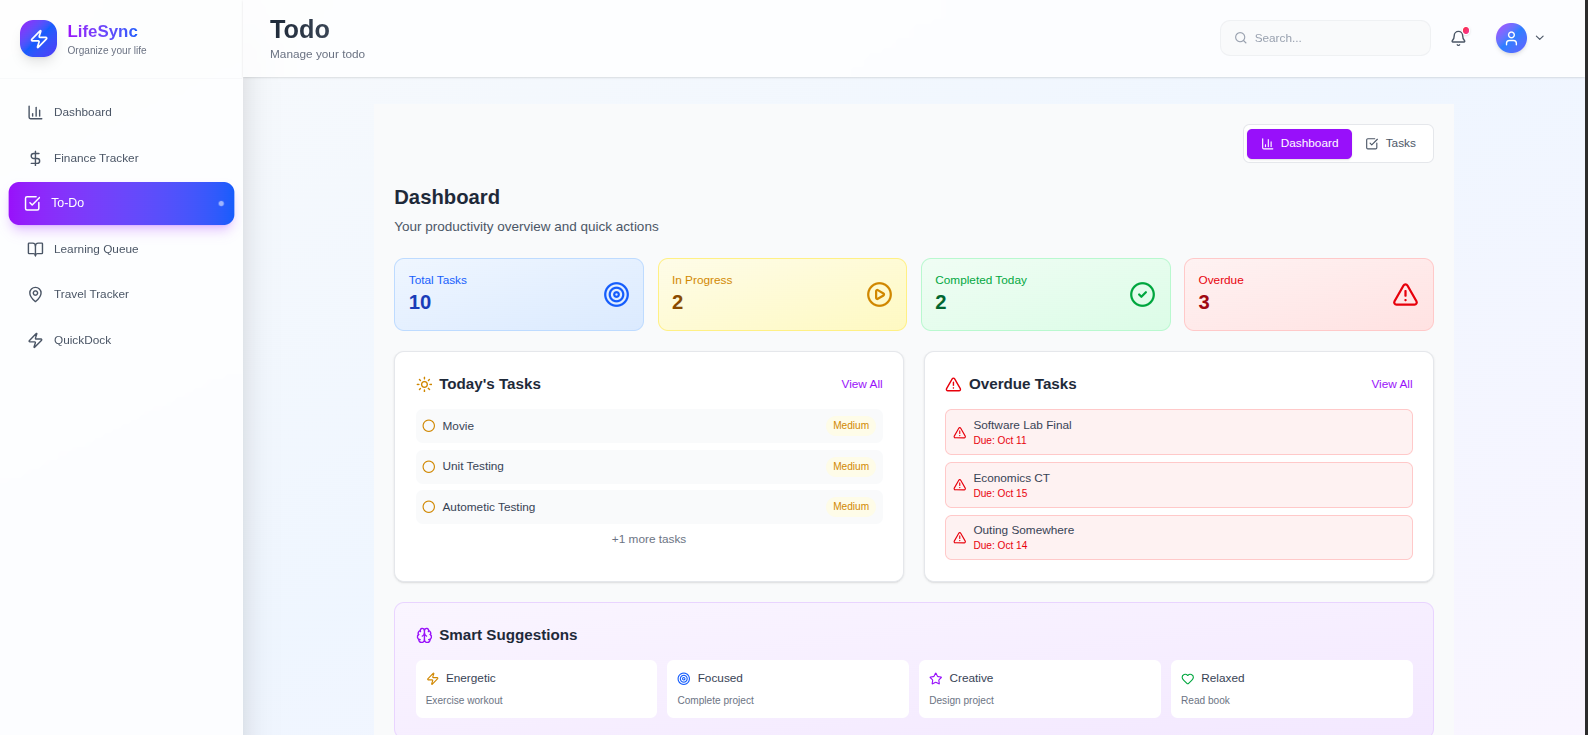 LifeSync
Organize your life
Dashboard
Finance Tracker
To-Do
Learning Queue
Travel Tracker
QuickDock
Todo
Manage your todo
Search...
Dashboard
Tasks
Dashboard
Your productivity overview and quick actions
Total Tasks
10
In Progress
2
Completed Today
2
Overdue
3
Today's Tasks
View All
Movie
Medium
Unit Testing
Medium
Autometic Testing
Medium
+1 more tasks
Overdue Tasks
View All
Software Lab Final
Due: Oct 11
Economics CT
Due: Oct 15
Outing Somewhere
Due: Oct 14
Smart Suggestions
Energetic
Exercise workout
Focused
Complete project
Creative
Design project
Relaxed
Read book